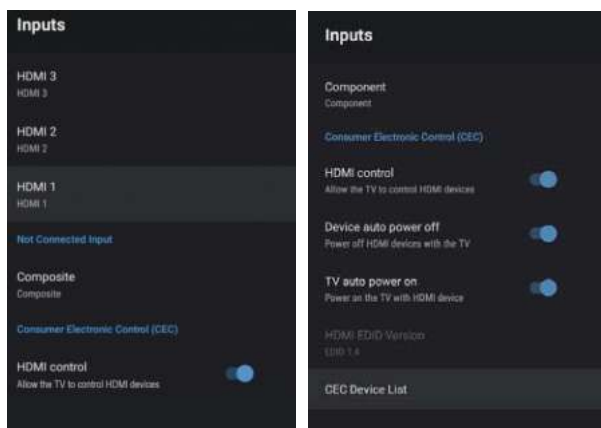 Inputs
HDMI 3
HDMI 3
HDMI 2
HDMI 2
HDMI 1
HDMI 1
Not Connected Input
Composite
Composite
Consumer Electronic Control (CEC)
HDMI control
Allow the TV to control HDMI devices
Inputs
Component
Component
Consumer Electronic Control (CEC)
HDMI control
Allow the TV to control HDMI devices
Device auto power off
Power off HDMI devices with the TV
TV auto power on
Power on the TV with HDMI device
HDMI EDID Version
EDID 1.4
CEC Device List